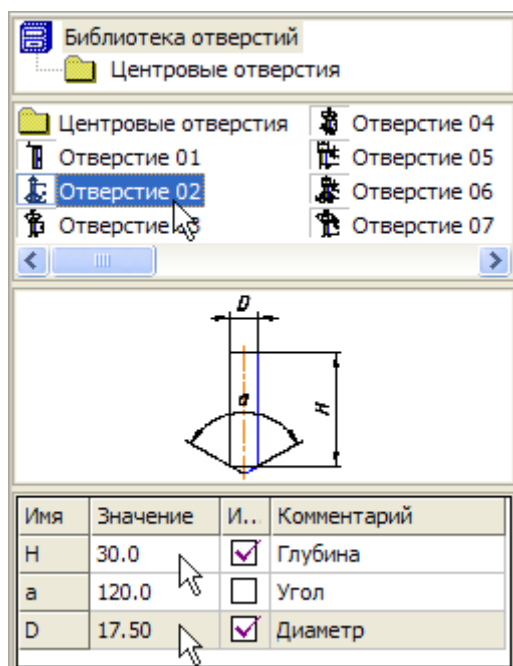 Библиотека отверстий
Центровые отверстия
Центровые отверстия Отверстие 04
Отверстие 01 Отверстие 05
Отверстие 02 Отверстие 06
Отверстие Отверстие 07
D
a
H
Имя Значение И... Комментарий
H 30.0 Глубина
a 120.0 Угол
D 17.50 Диаметр